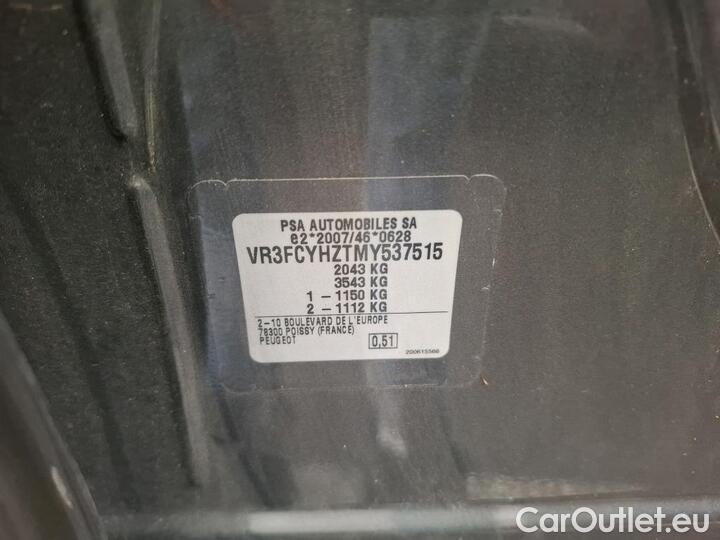 PSA AUTOMOBILES SA
e2*2007/46*0628
VR3FCYHZTMY537515
2043 KG
3543 KG
1 – 1150 KG
2 – 1112 KG
2–10 BOULEVARD DE L'EUROPE
78300 POISSY (FRANCE)
PEUGEOT
0,51
200615566
CarOutlet.eu